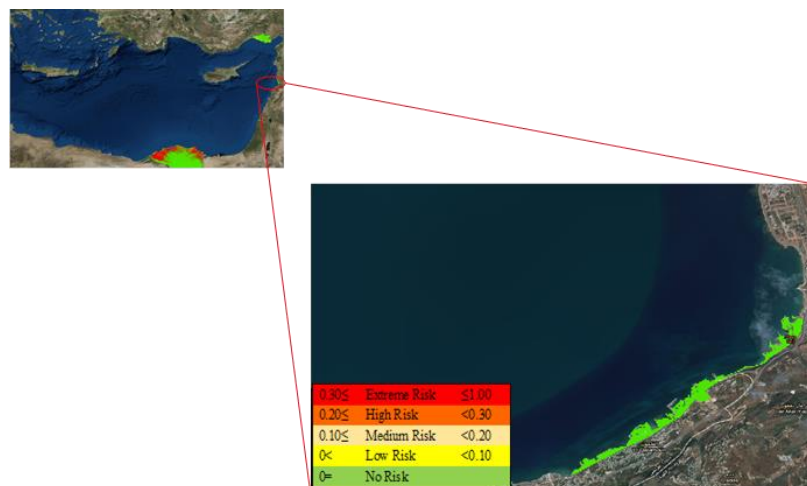 0.30≤ Extreme Risk ≤1.00
0.20≤ High Risk <0.30
0.10≤ Medium Risk <0.20
0< Low Risk <0.10
0= No Risk